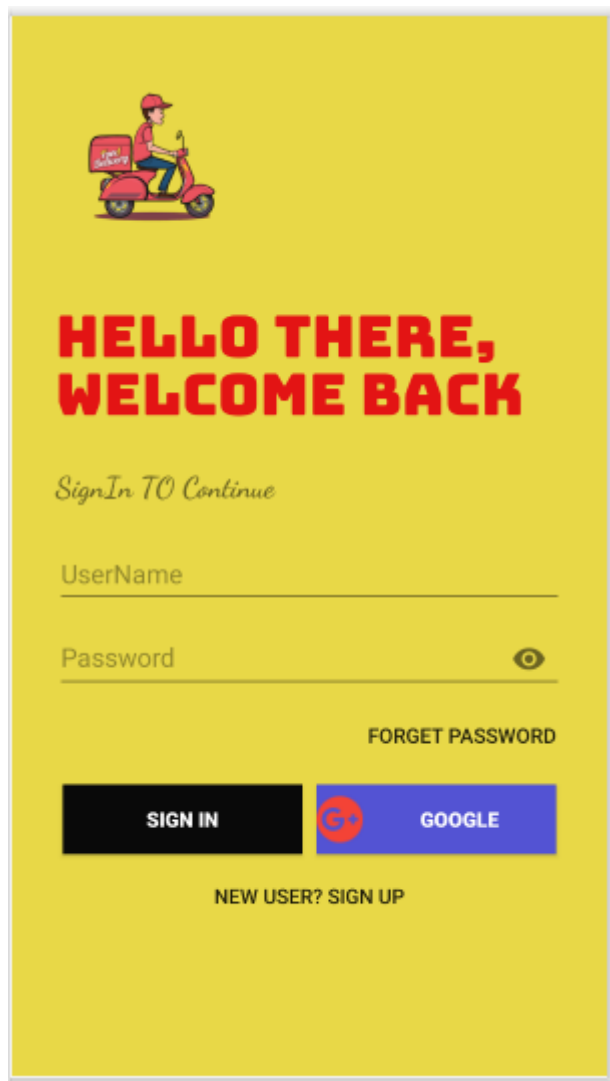 HELLO THERE,
WELCOME BACK
SignIn TO Continue
UserName
Password
FORGET PASSWORD
SIGN IN
G+
GOOGLE
NEW USER? SIGN UP